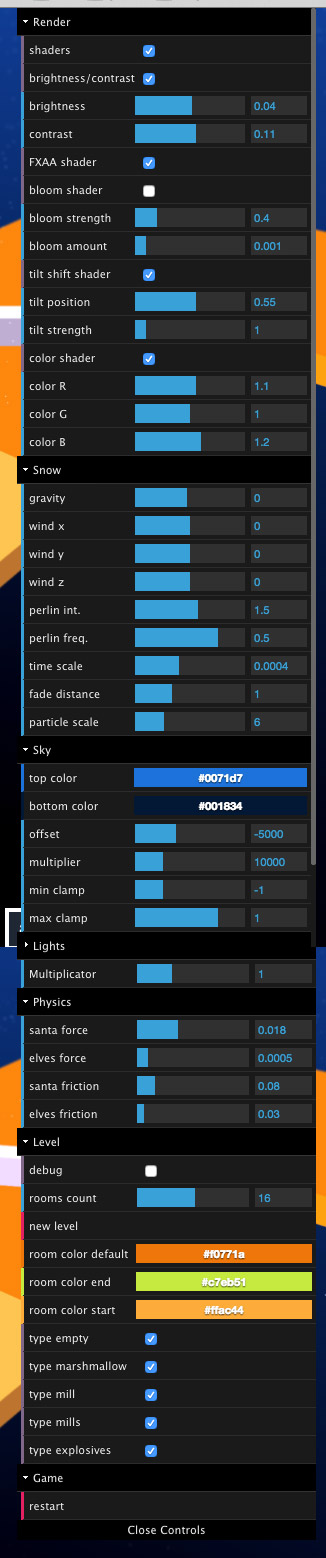 Render
shaders
brightness/contrast
brightness 0.04
contrast 0.11
FXAA shader
bloom shader
bloom strength 0.4
bloom amount 0.001
tilt shift shader
tilt position 0.55
tilt strength 1
color shader
color R 1.1
color G 1
color B 1.2
Snow
gravity 0
wind x 0
wind y 0
wind z 0
perlin int. 1.5
perlin freq. 0.5
time scale 0.0004
fade distance 1
particle scale 6
Sky
top color #0071d7
bottom color #001834
offset -5000
multiplier 10000
min clamp -1
max clamp 1
Lights
Multiplicator 1
Physics
santa force 0.018
elves force 0.0005
santa friction 0.08
elves friction 0.03
Level
debug
rooms count 16
new level
room color default #f0771a
room color end #c7eb51
room color start #ffac44
type empty
type marshmallow
type mill
type mills
type explosives
Game
restart
Close Controls